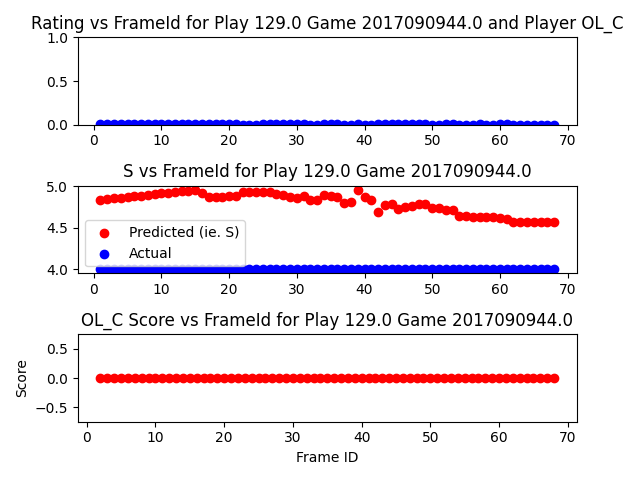 Rating vs FrameId for Play 129.0 Game 2017090944.0 and Player OL_C
1.0
0.5
0.0
0 10 20 30 40 50 60 70
S vs FrameId for Play 129.0 Game 2017090944.0
5.0
4.5
4.0
Predicted (ie. S)
Actual
0 10 20 30 40 50 60 70
OL_C Score vs FrameId for Play 129.0 Game 2017090944.0
Score
0.5
0.0
−0.5
0 10 20 30 40 50 60 70
Frame ID